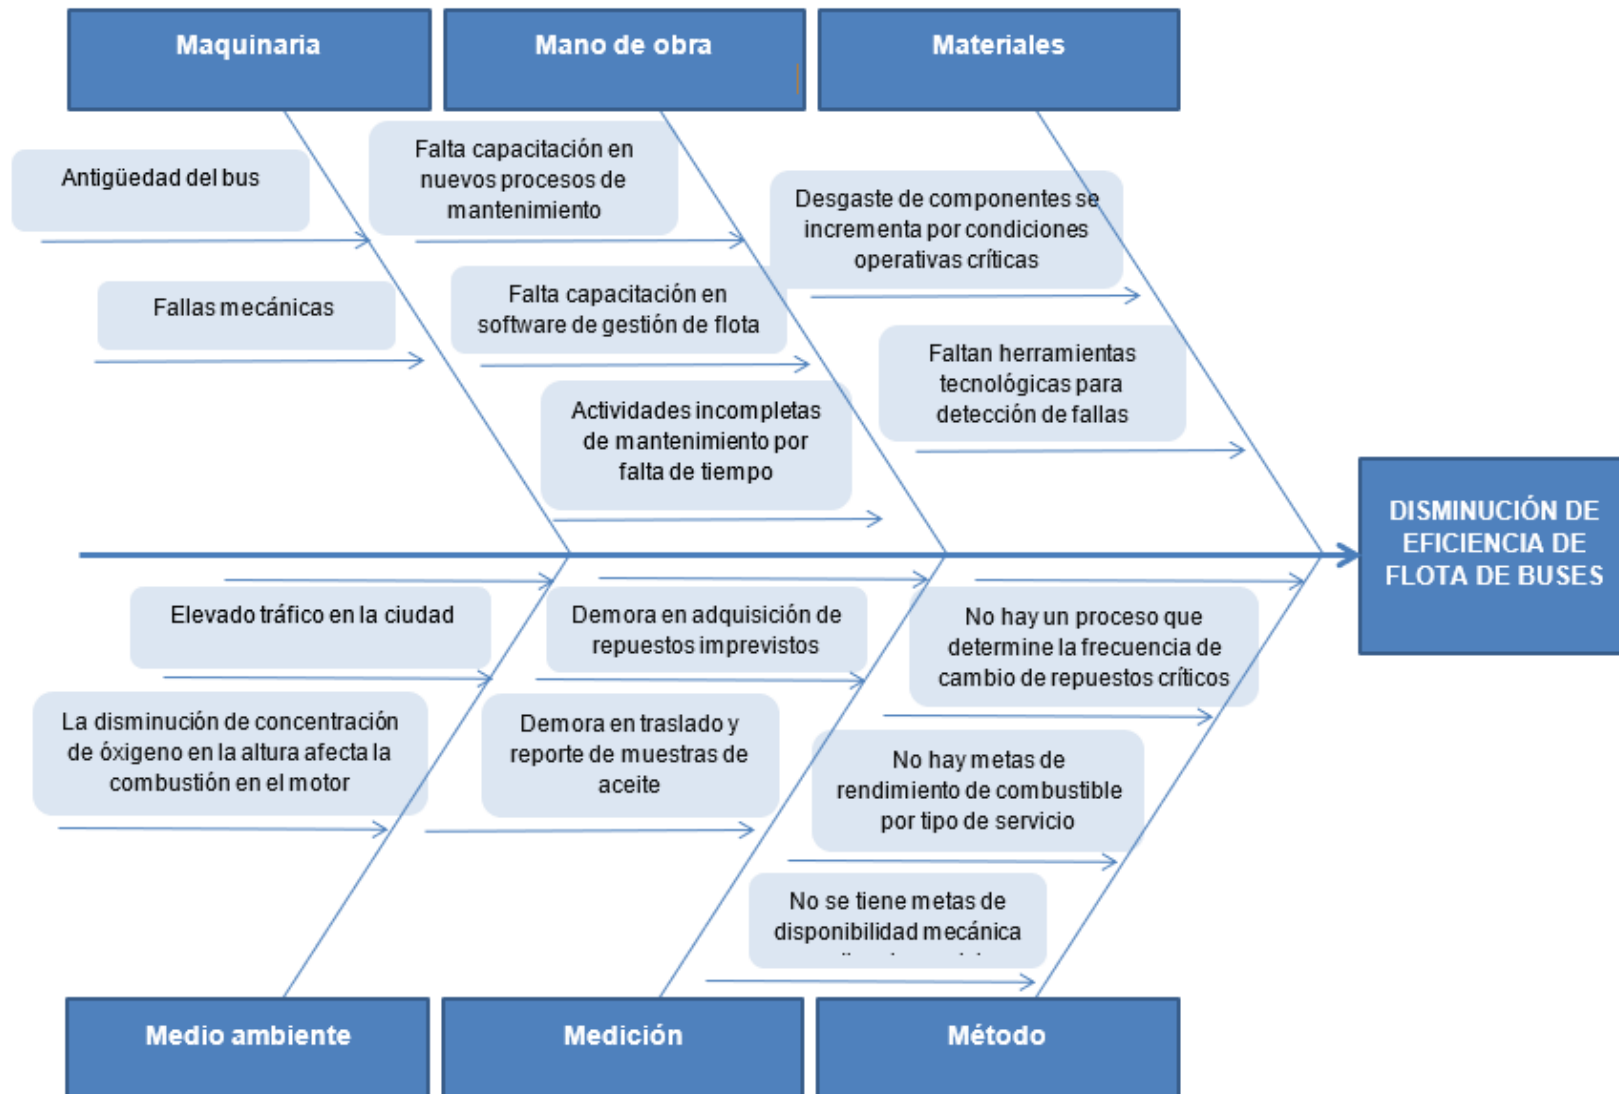 Maquinaria
Mano de obra
Materiales
Antigüedad del bus
Fallas mecánicas
Falta capacitación en
nuevos procesos de
mantenimiento
Falta capacitación en
software de gestión de flota
Actividades incompletas
de mantenimiento por
falta de tiempo
Desgaste de componentes se
incrementa por condiciones
operativas críticas
Faltan herramientas
tecnológicas para
detección de fallas
DISMINUCIÓN DE
EFICIENCIA DE
FLOTA DE BUSES
Elevado tráfico en la ciudad
La disminución de concentración
de óxigeno en la altura afecta la
combustión en el motor
Demora en adquisición de
repuestos imprevistos
Demora en traslado y
reporte de muestras de
aceite
No hay un proceso que
determine la frecuencia de
cambio de repuestos críticos
No hay metas de
rendimiento de combustible
por tipo de servicio
No se tiene metas de
disponibilidad mecánica
Medio ambiente
Medición
Método